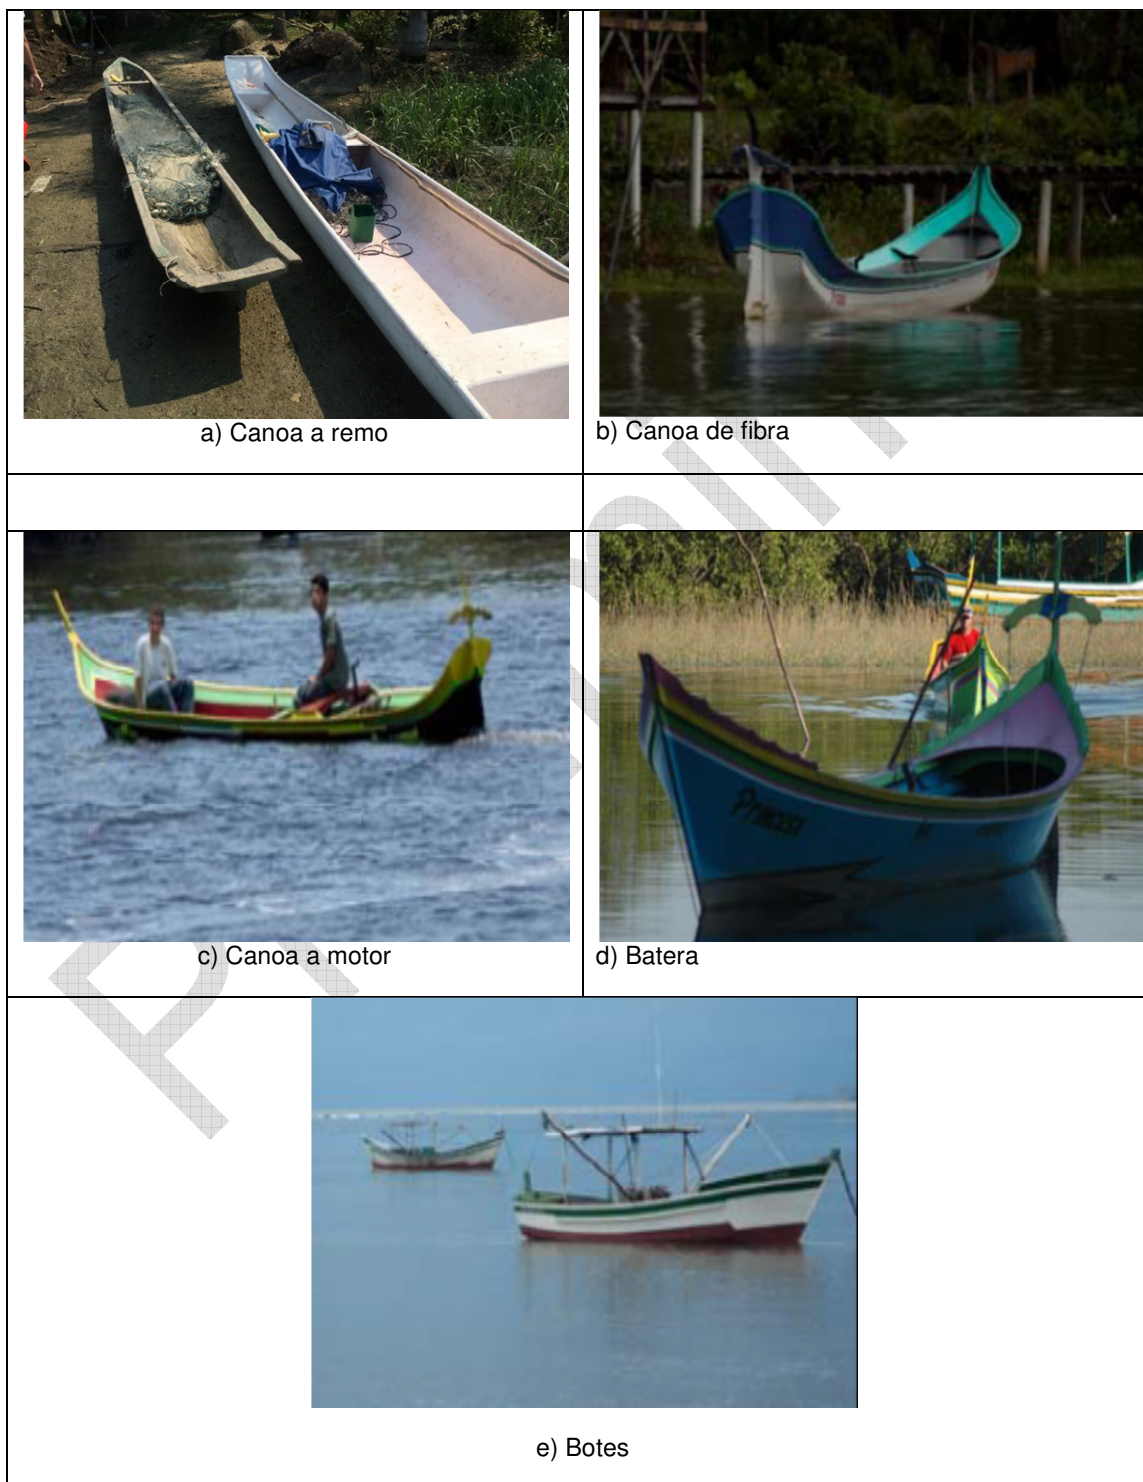 a) Canoa a remo
b) Canoa de fibra
c) Canoa a motor
d) Batera
e) Botes